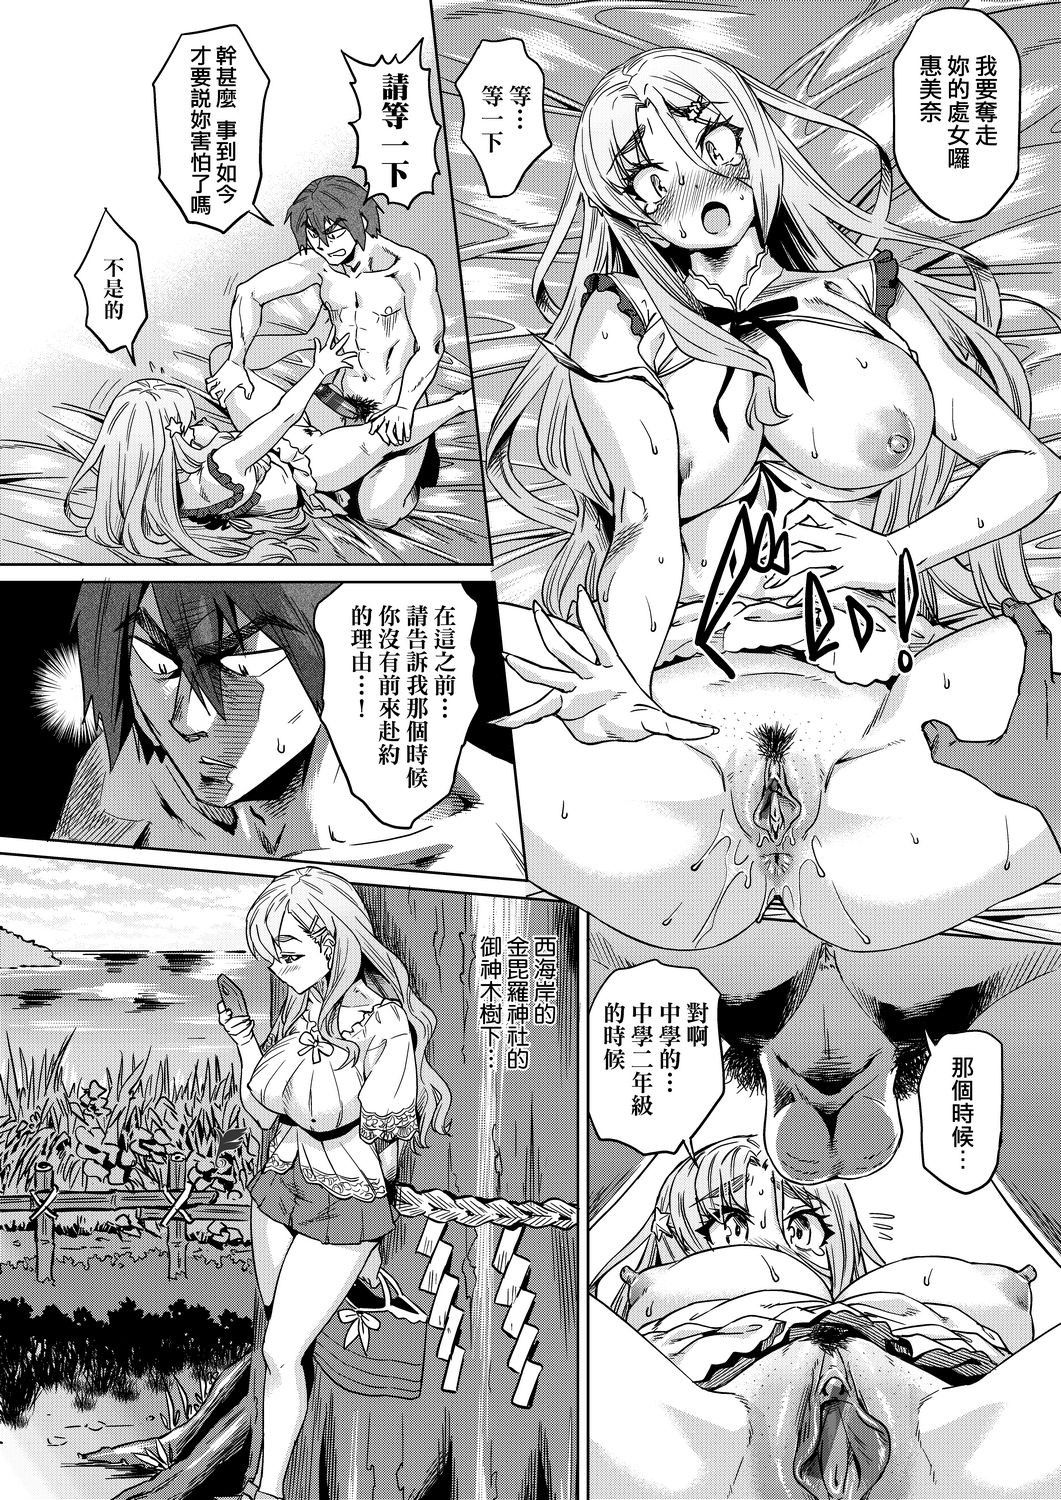 我要奪走
妳的處女囉
惠美奈
等…
等一下
請等一下
幹甚麼 事到如今
才要說妳害怕了嗎
不是的
在這之前…
請告訴我那個時候
你沒有前來赴約
的理由…！
那個時候…
對啊
中學的…
中學二年級
的時候
西海岸的
金毘羅神社的
御神木樹下…